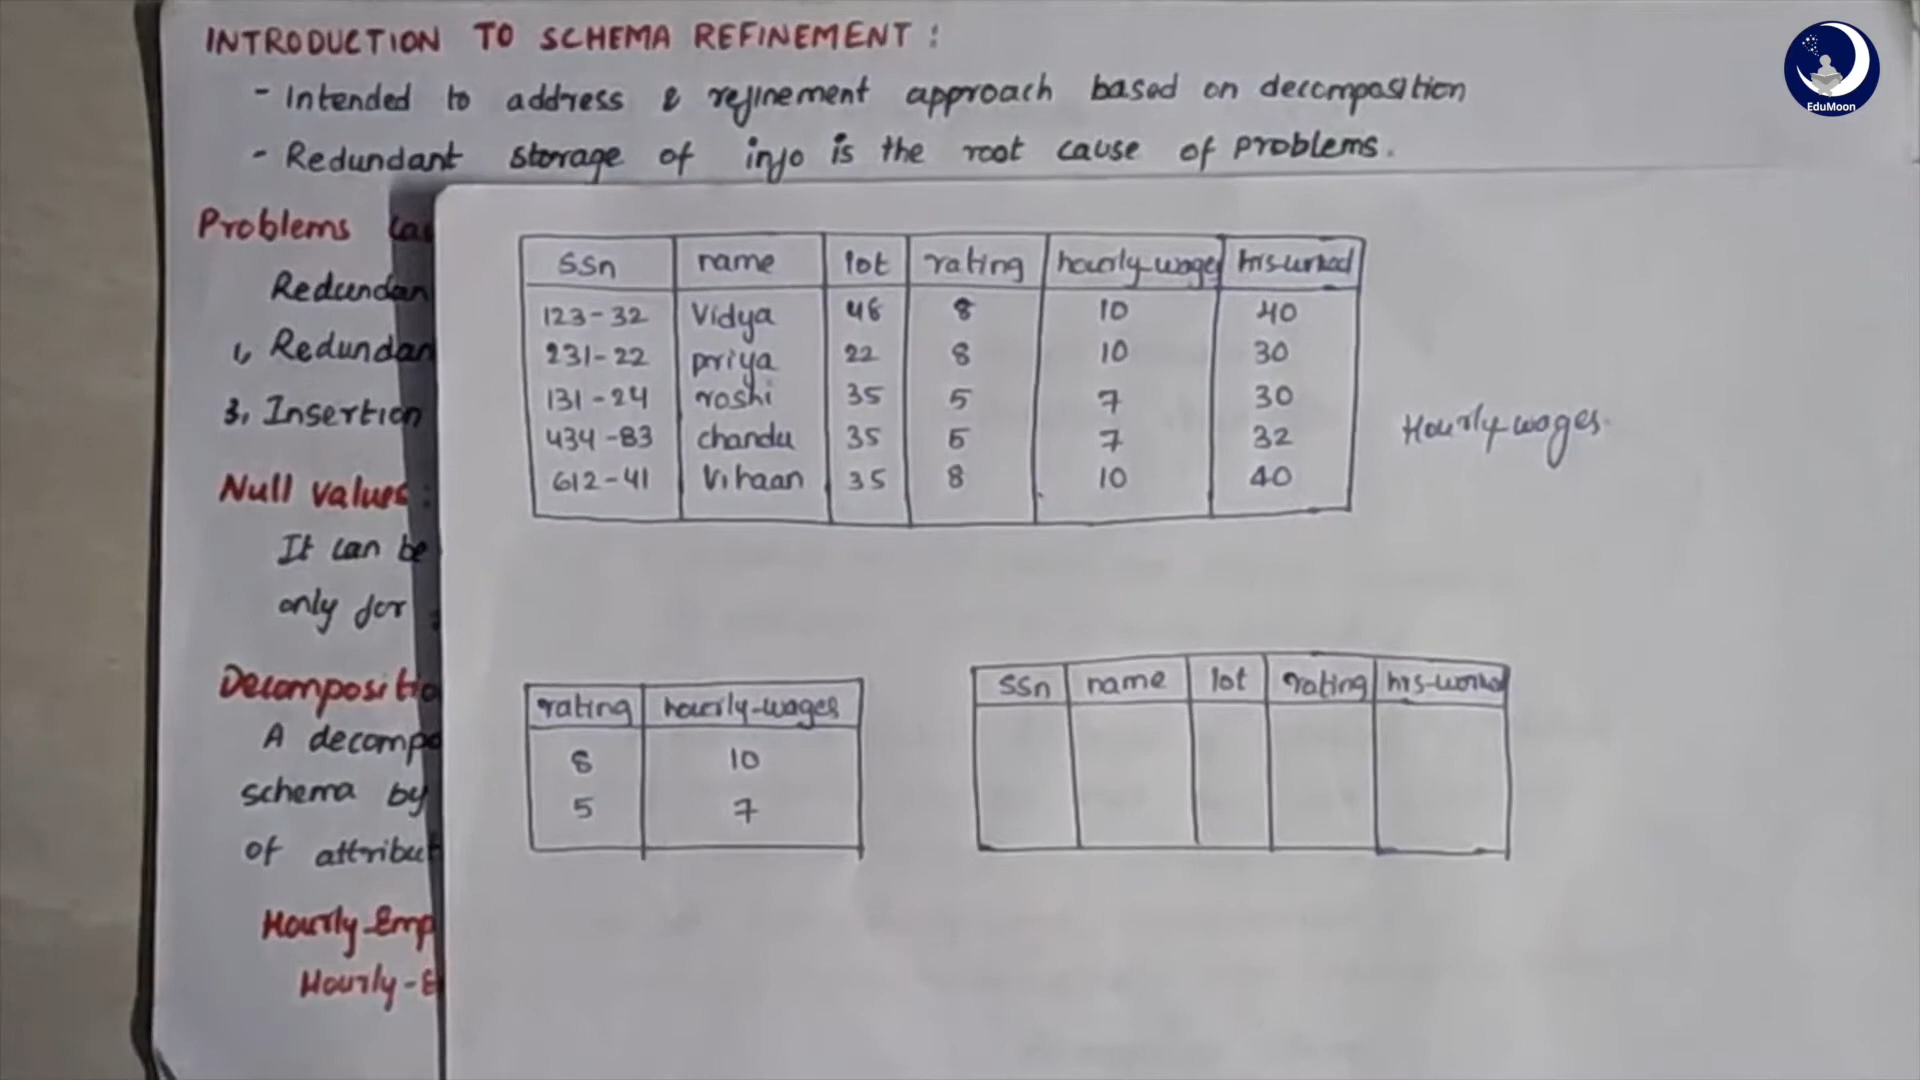 INTRODUCTION TO SCHEMA REFINEMENT :
- Intended to address & refinement approach based on decomposition
- Redundant storage of info is the root cause of problems.
EduMoon
Problems cau
Redundan
1, Redundan
3, Insertion
Null values :
It can be
only for
Decompositio
A decompo
schema by
of attribut
Hourly-Emp
Hourly-E
ssn name lot rating hourly-wages hrs-worked
123-32 Vidya 48 8 10 40
231-22 priya 22 8 10 30
131-24 roshi 35 5 7 30
434-83 chandu 35 5 7 32
612-41 Vihaan 35 8 10 40
Hourly-wages.
rating hourly-wages
8 10
5 7
ssn name lot rating hrs-worked